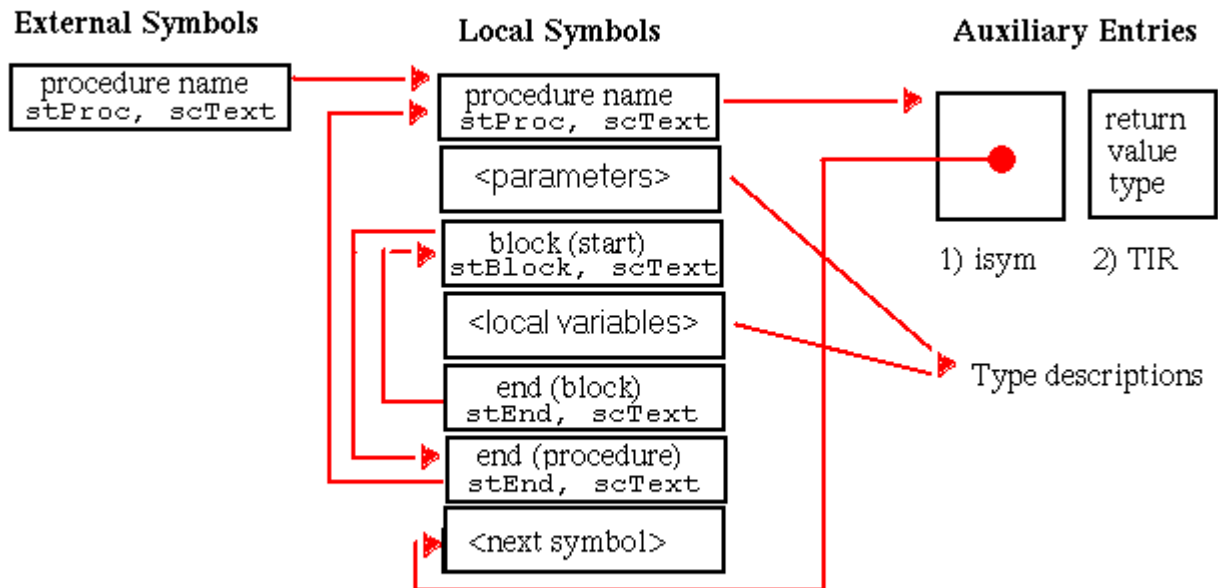 External Symbols
procedure name
stProc, scText
Local Symbols
procedure name
stProc, scText
<parameters>
block (start)
stBlock, scText
<local variables>
end (block)
stEnd, scText
end (procedure)
stEnd, scText
<next symbol>
Auxiliary Entries
return
value
type
1) isym
2) TIR
Type descriptions